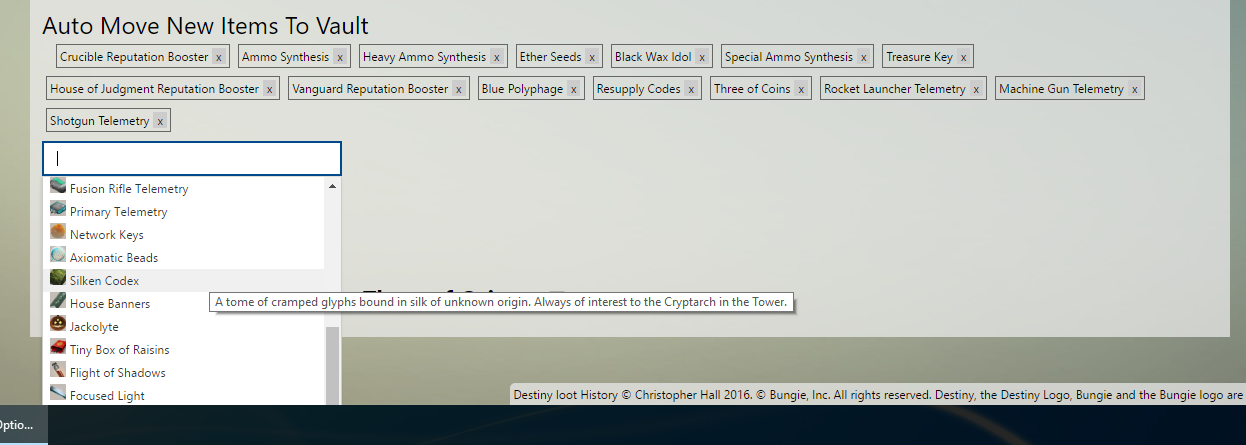 Auto Move New Items To Vault
Crucible Reputation Booster x Ammo Synthesis x Heavy Ammo Synthesis x Ether Seeds x Black Wax Idol x Special Ammo Synthesis x Treasure Key x
House of Judgment Reputation Booster x Vanguard Reputation Booster x Blue Polyphage x Resupply Codes x Three of Coins x Rocket Launcher Telemetry x Machine Gun Telemetry x
Shotgun Telemetry x
Fusion Rifle Telemetry
Primary Telemetry
Network Keys
Axiomatic Beads
Silken Codex
A tome of cramped glyphs bound in silk of unknown origin. Always of interest to the Cryptarch in the Tower.
House Banners
Jackolyte
Tiny Box of Raisins
Flight of Shadows
Focused Light
Destiny loot History © Christopher Hall 2016. © Bungie, Inc. All rights reserved. Destiny, the Destiny Logo, Bungie and the Bungie logo are
Optio...